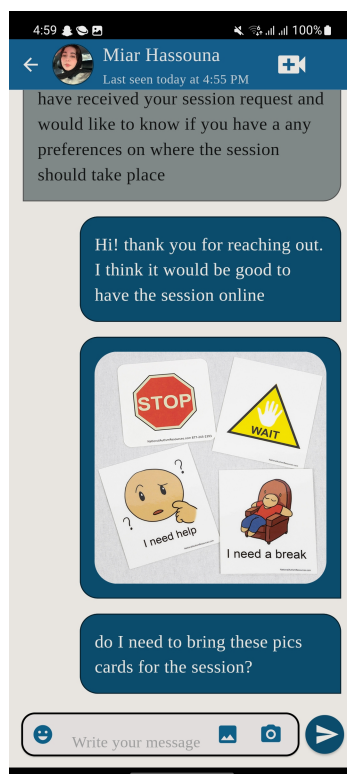 4:59 100%
Miar Hassouna
Last seen today at 4:55 PM
have received your session request and
would like to know if you have a any
preferences on where the session
should take place
Hi! thank you for reaching out.
I think it would be good to
have the session online
STOP
WAIT
I need help
I need a break
do I need to bring these pics
cards for the session?
Write your message